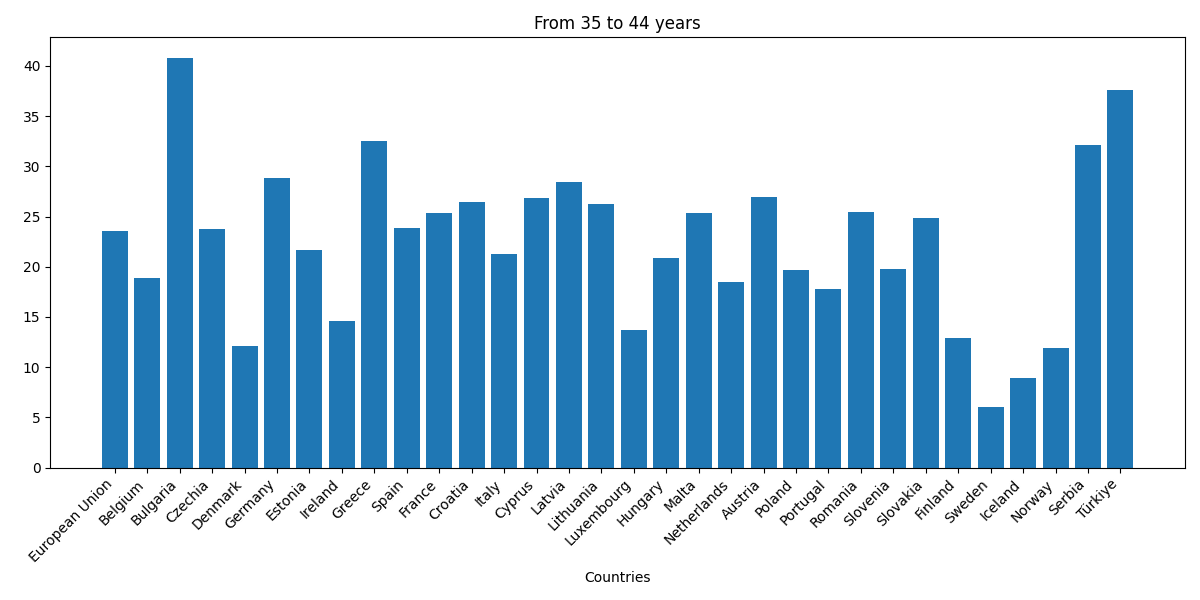 From 35 to 44 years
40
35
30
25
20
15
10
5
0
European Union
Belgium
Bulgaria
Czechia
Denmark
Germany
Estonia
Ireland
Greece
Spain
France
Croatia
Italy
Cyprus
Latvia
Lithuania
Luxembourg
Hungary
Malta
Netherlands
Austria
Poland
Portugal
Romania
Slovenia
Slovakia
Finland
Sweden
Iceland
Norway
Serbia
Türkiye
Countries